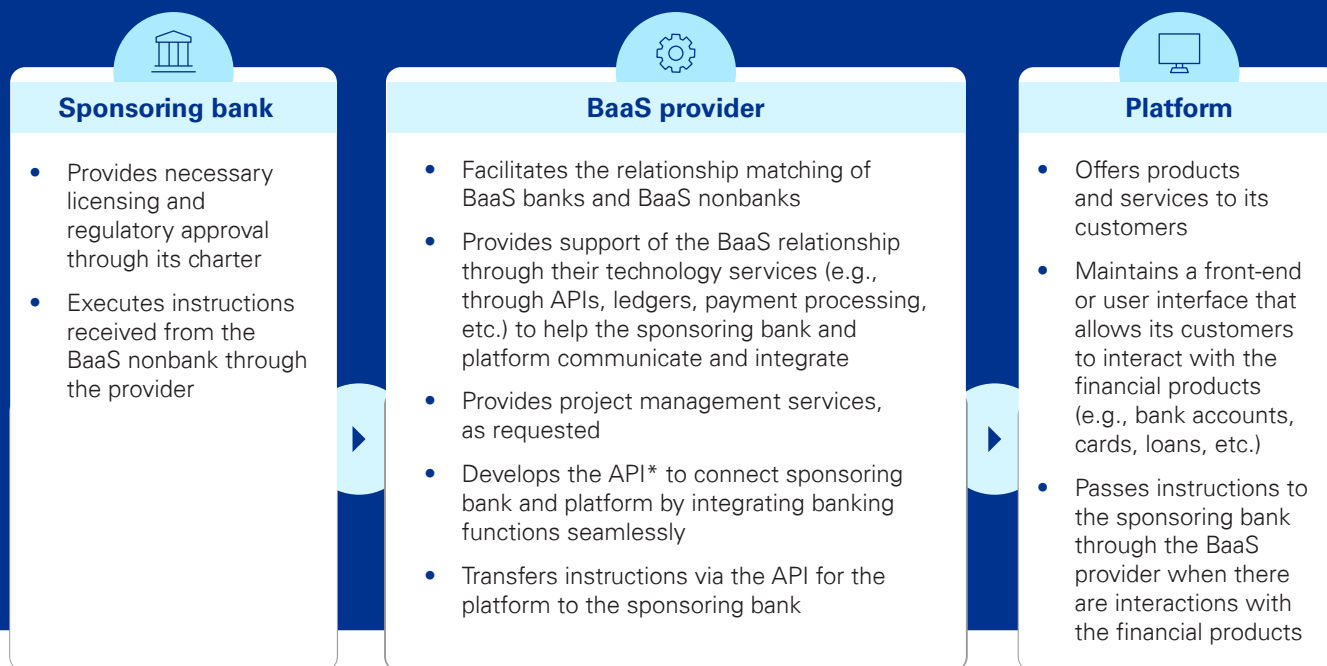 Sponsoring bank
• Provides necessary
licensing and
regulatory approval
through its charter
• Executes instructions
received from the
BaaS nonbank through
the provider
BaaS provider
• Facilitates the relationship matching of
BaaS banks and BaaS nonbanks
• Provides support of the BaaS relationship
through their technology services (e.g.,
through APIs, ledgers, payment processing,
etc.) to help the sponsoring bank and
platform communicate and integrate
• Provides project management services,
as requested
• Develops the API* to connect sponsoring
bank and platform by integrating banking
functions seamlessly
• Transfers instructions via the API for the
platform to the sponsoring bank
Platform
• Offers products
and services to its
customers
• Maintains a front-end
or user interface that
allows its customers
to interact with the
financial products
(e.g., bank accounts,
cards, loans, etc.)
• Passes instructions to
the sponsoring bank
through the BaaS
provider when there
are interactions with
the financial products